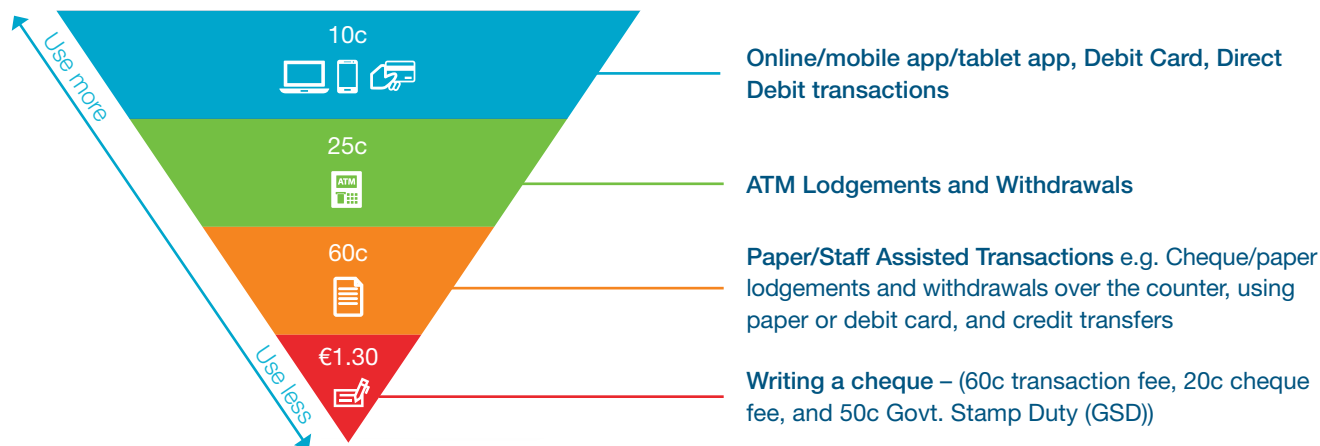 Use more
10c
Online/mobile app/tablet app, Debit Card, Direct
Debit transactions
25c
ATM
ATM Lodgements and Withdrawals
60c
Paper/Staff Assisted Transactions e.g. Cheque/paper
lodgements and withdrawals over the counter, using
paper or debit card, and credit transfers
Use less
€1.30
Writing a cheque – (60c transaction fee, 20c cheque
fee, and 50c Govt. Stamp Duty (GSD))